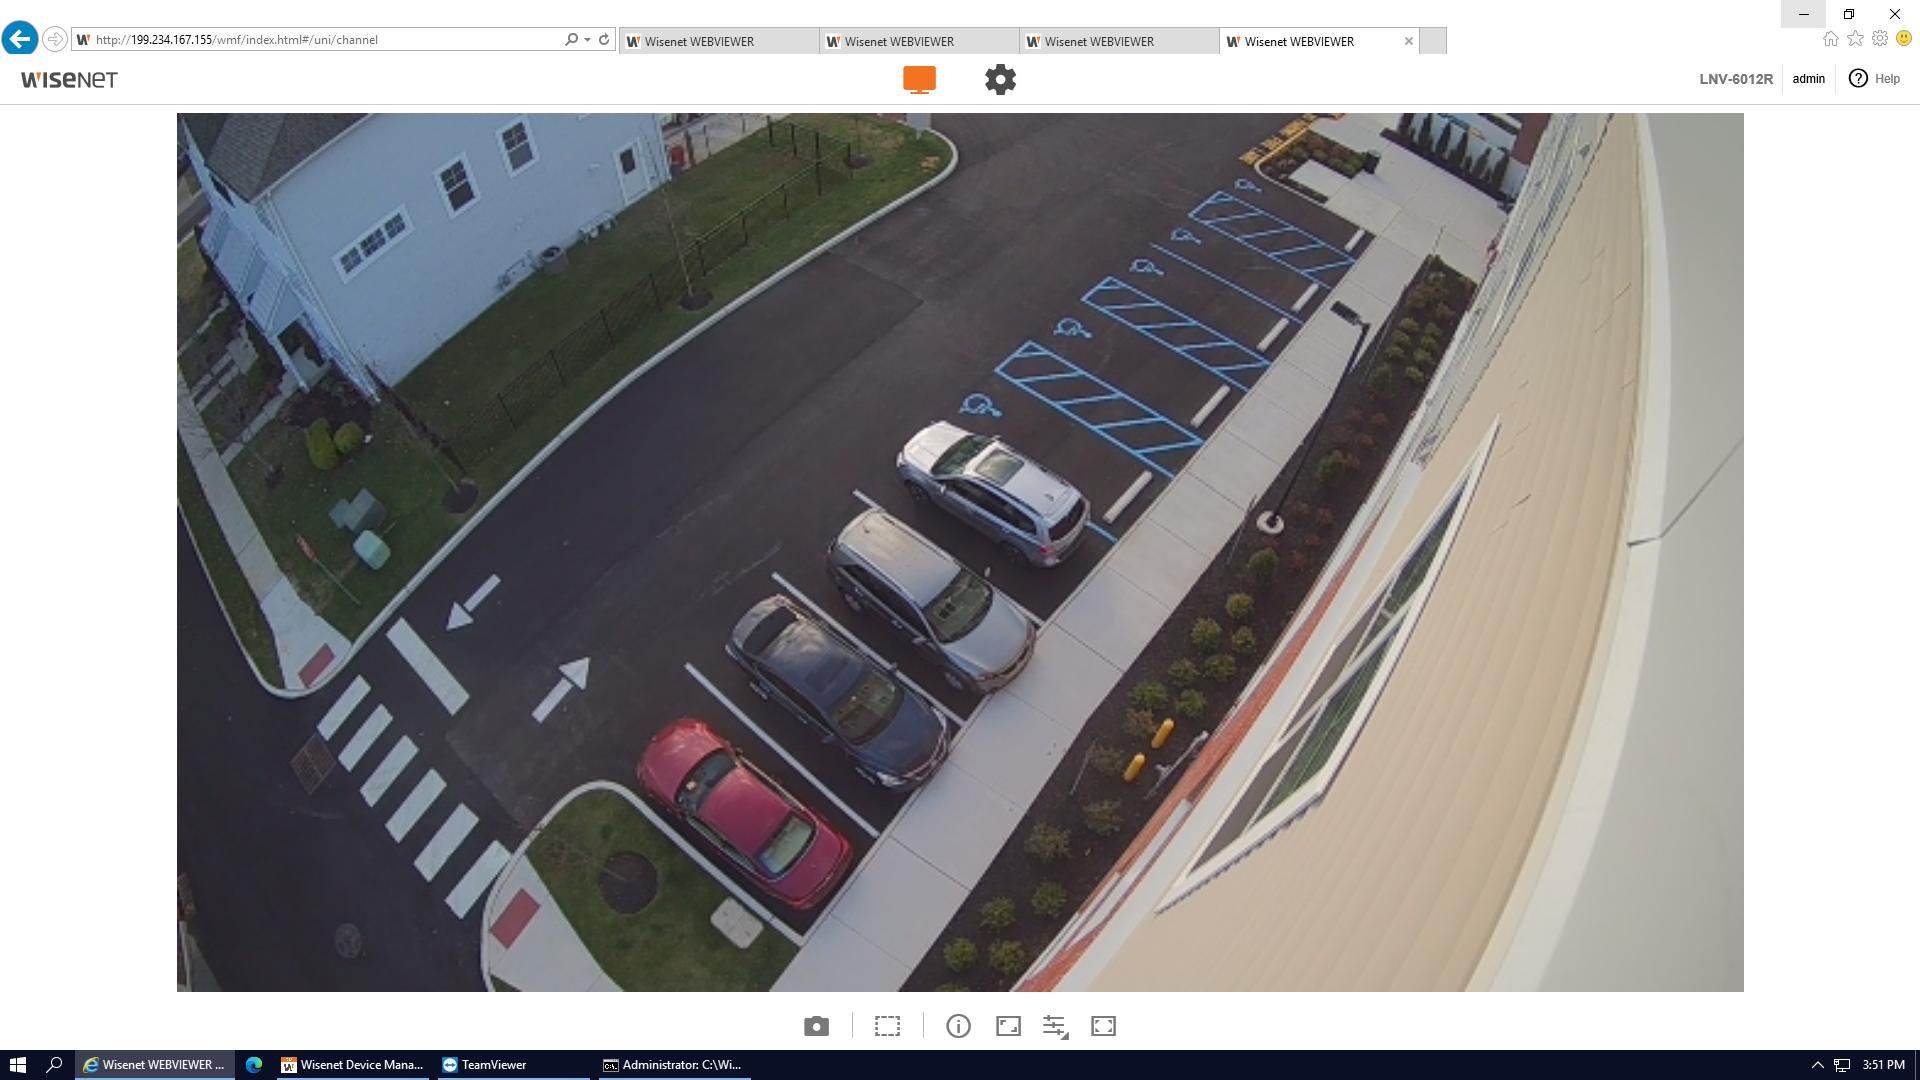 http://199.234.167.155/wmf/index.html#/uni/channel
Wisenet WEBVIEWER
Wisenet WEBVIEWER
Wisenet WEBVIEWER
Wisenet WEBVIEWER
WISENET
LNV-6012R
admin
Help
Wisenet WEBVIEWER ...
Wisenet Device Mana...
TeamViewer
Administrator: C:\Wi...
3:51 PM